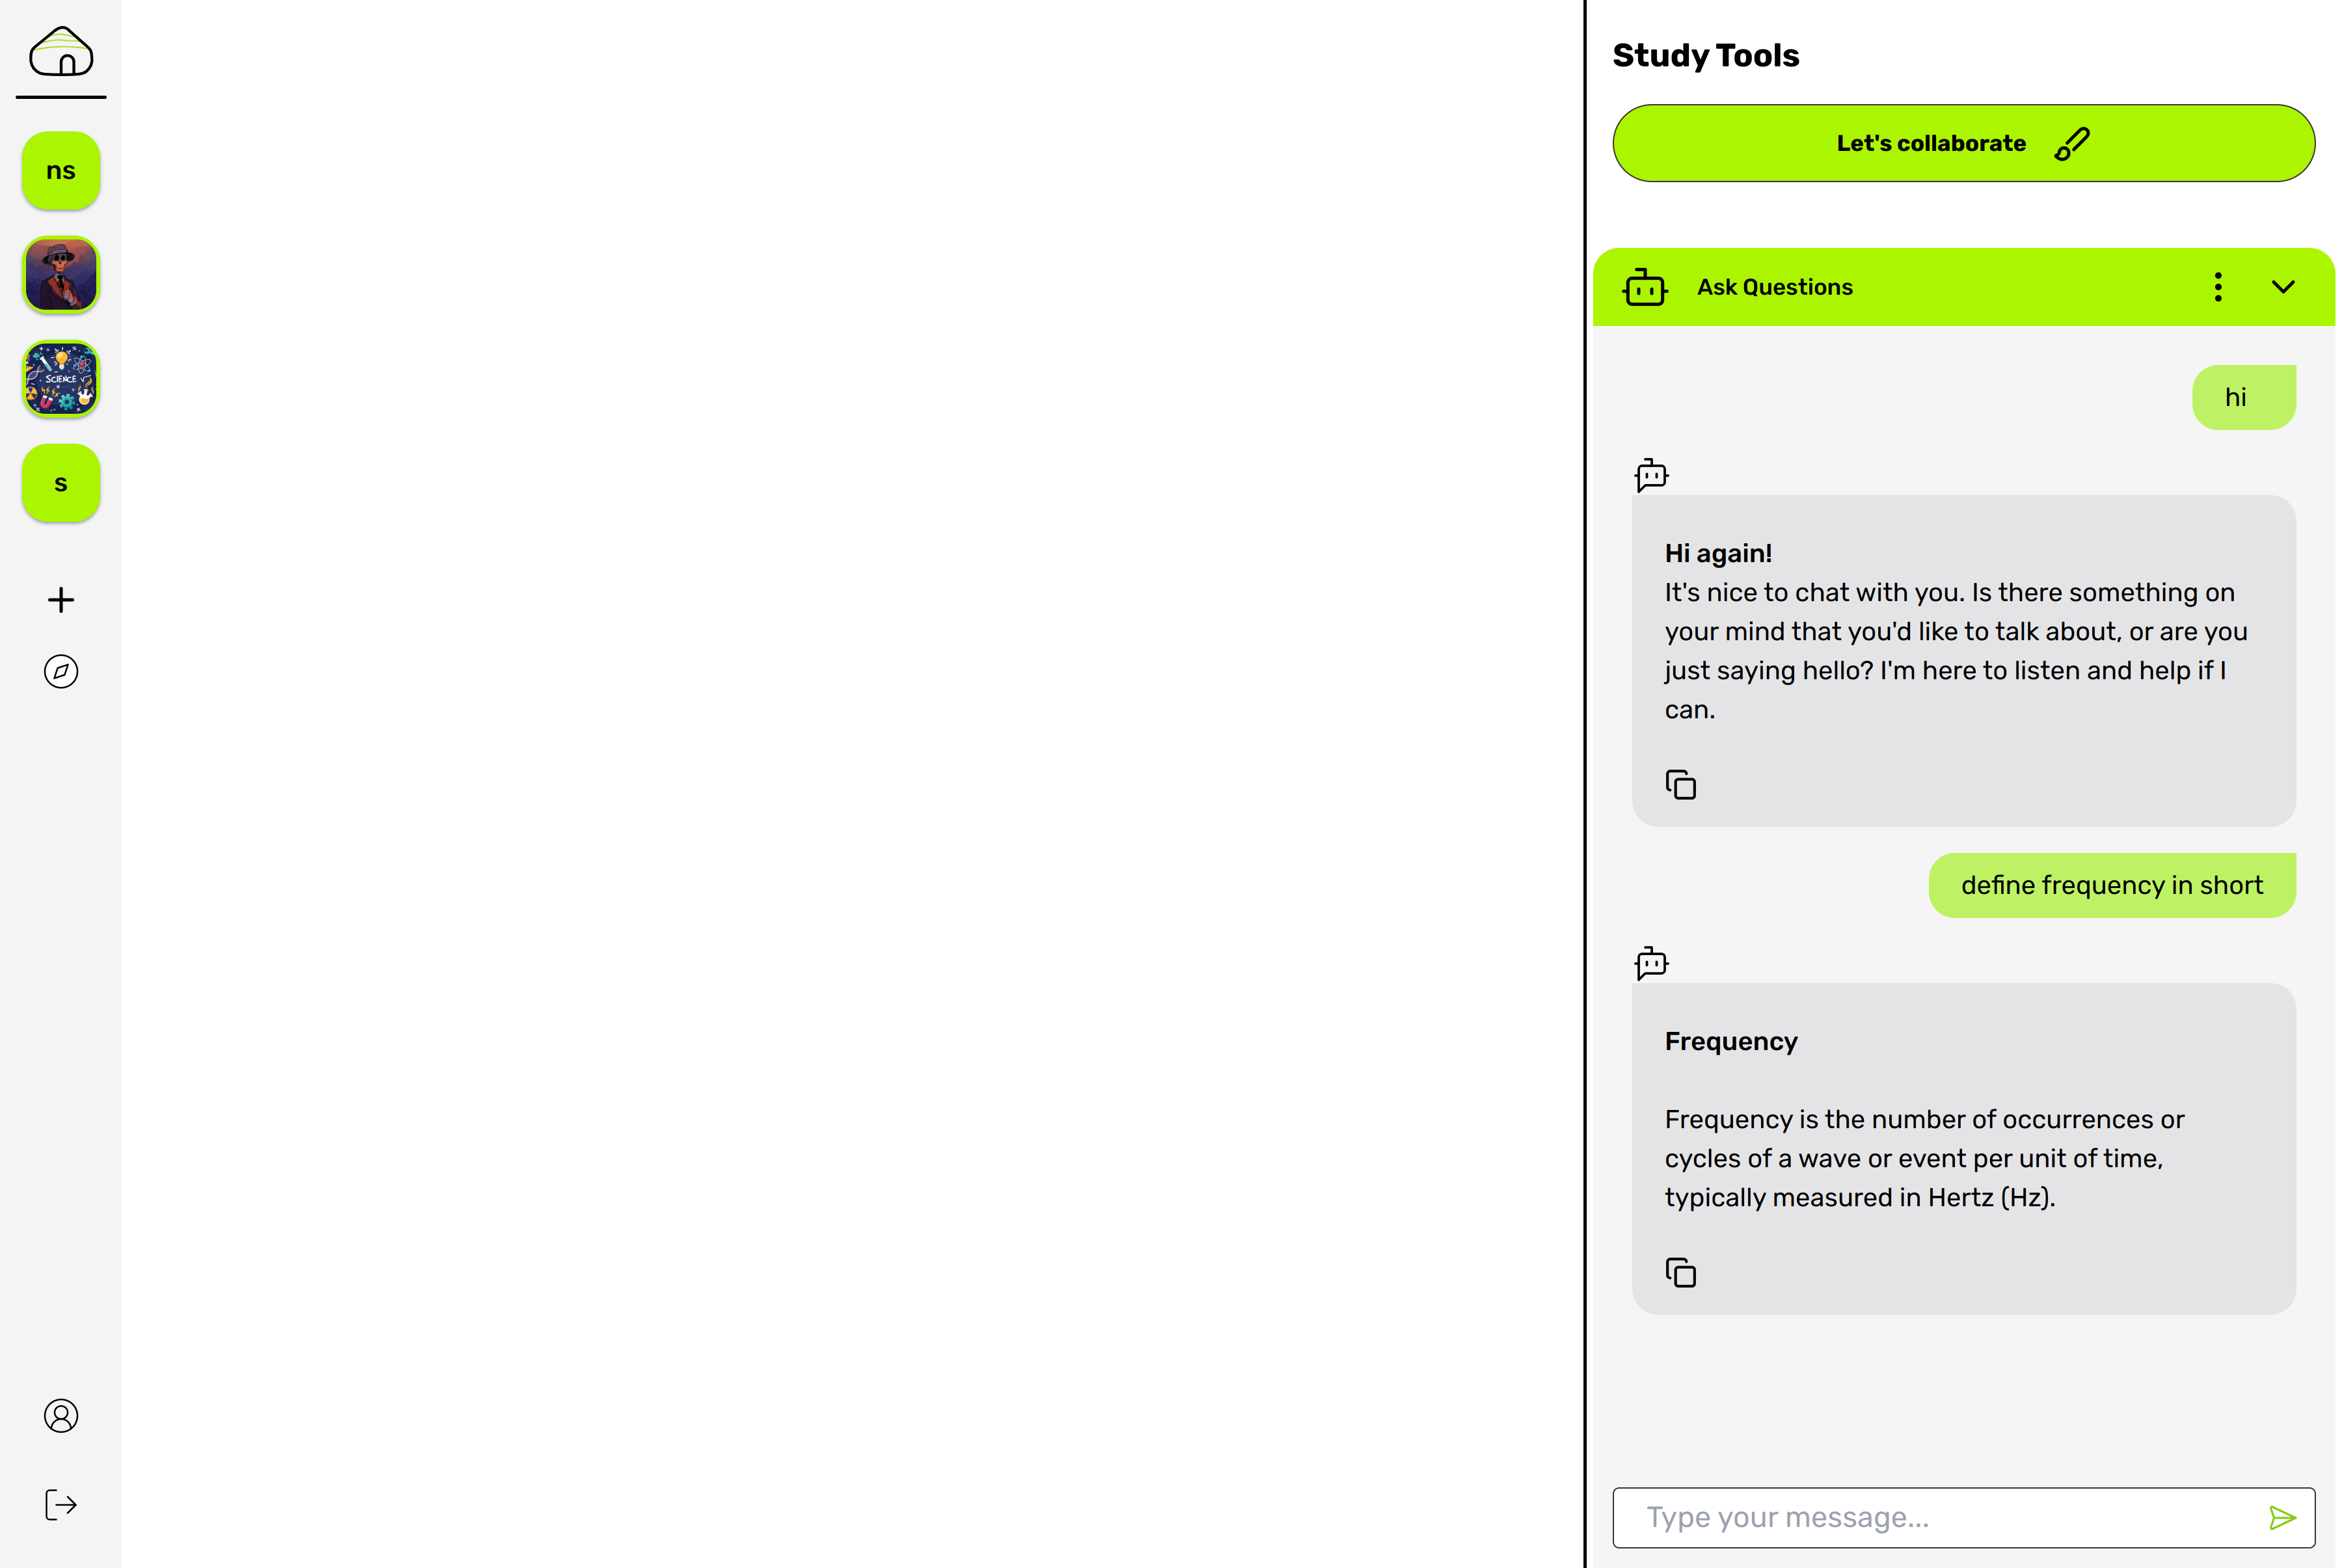 ns
SCIENCE
s
Study Tools
Let's collaborate
Ask Questions
hi
Hi again!
It's nice to chat with you. Is there something on
your mind that you'd like to talk about, or are you
just saying hello? I'm here to listen and help if I
can.
define frequency in short
Frequency
Frequency is the number of occurrences or
cycles of a wave or event per unit of time,
typically measured in Hertz (Hz).
Type your message...